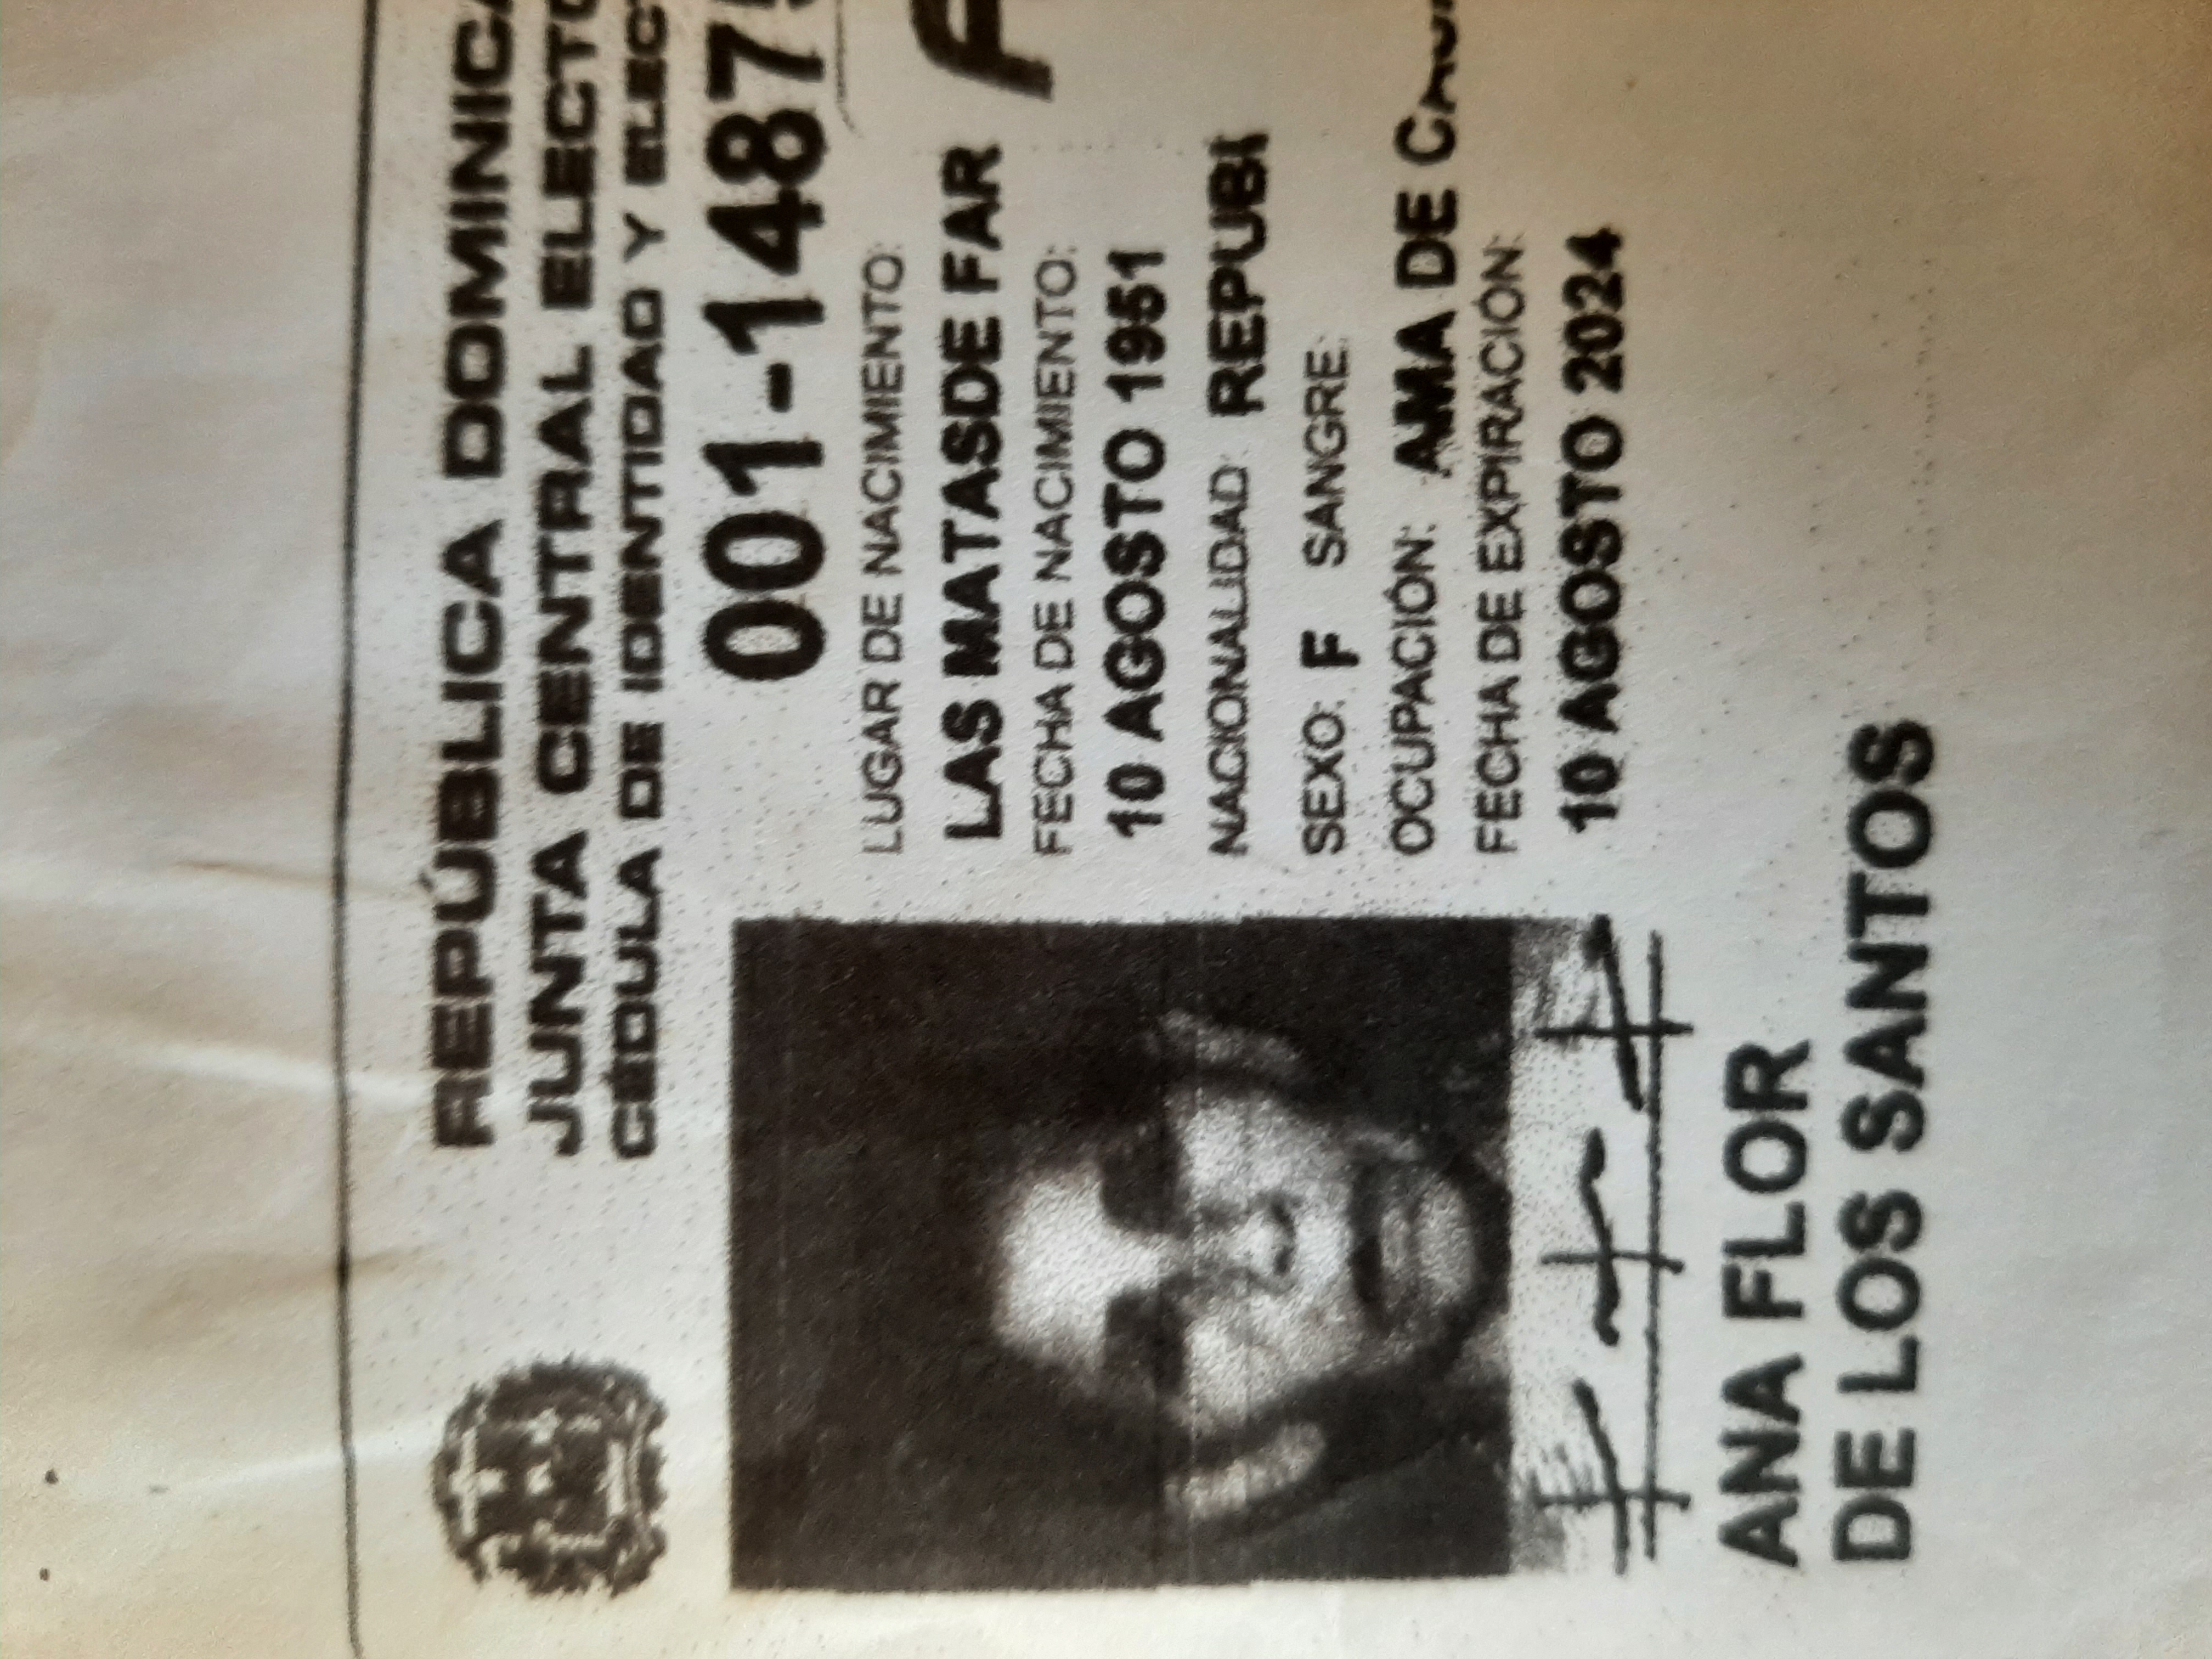 REPÚBLICA DOMINICA
JUNTA CENTRAL ELECTO
CÉDULA DE IDENTIDAD Y ELECT
001-1487
LUGAR DE NACIMIENTO:
LAS MATASDE FAR
FECHA DE NACIMIENTO:
10 AGOSTO 1951
NACIONALIDAD: REPUBI
SEXO: F SANGRE:
OCUPACIÓN: AMA DE
FECHA DE EXPIRACIÓN:
10 AGOSTO 2024
ANA FLOR
DE LOS SANTOS